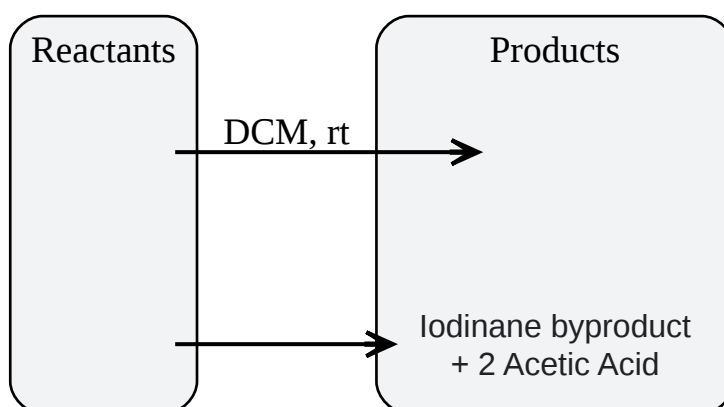 Reactants
Products
DCM, rt
Iodinane byproduct
+ 2 Acetic Acid